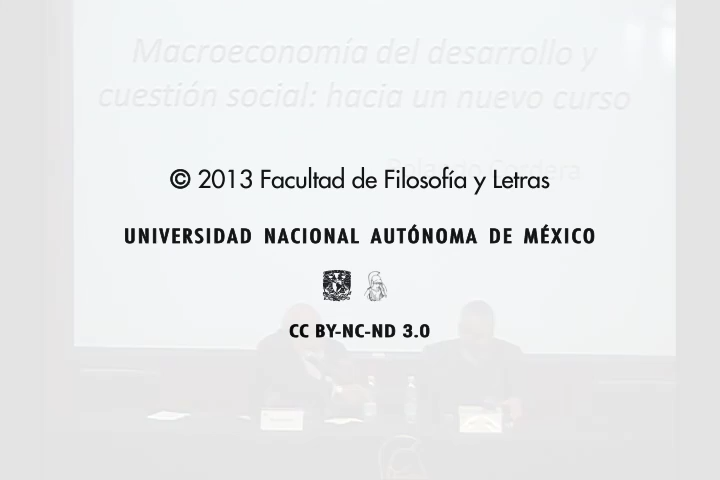 Macroeconomía del desarrollo y
cuestión social: hacia un nuevo curso
© 2013 Facultad de Filosofía y Letras
UNIVERSIDAD NACIONAL AUTÓNOMA DE MÉXICO
CC BY-NC-ND 3.0